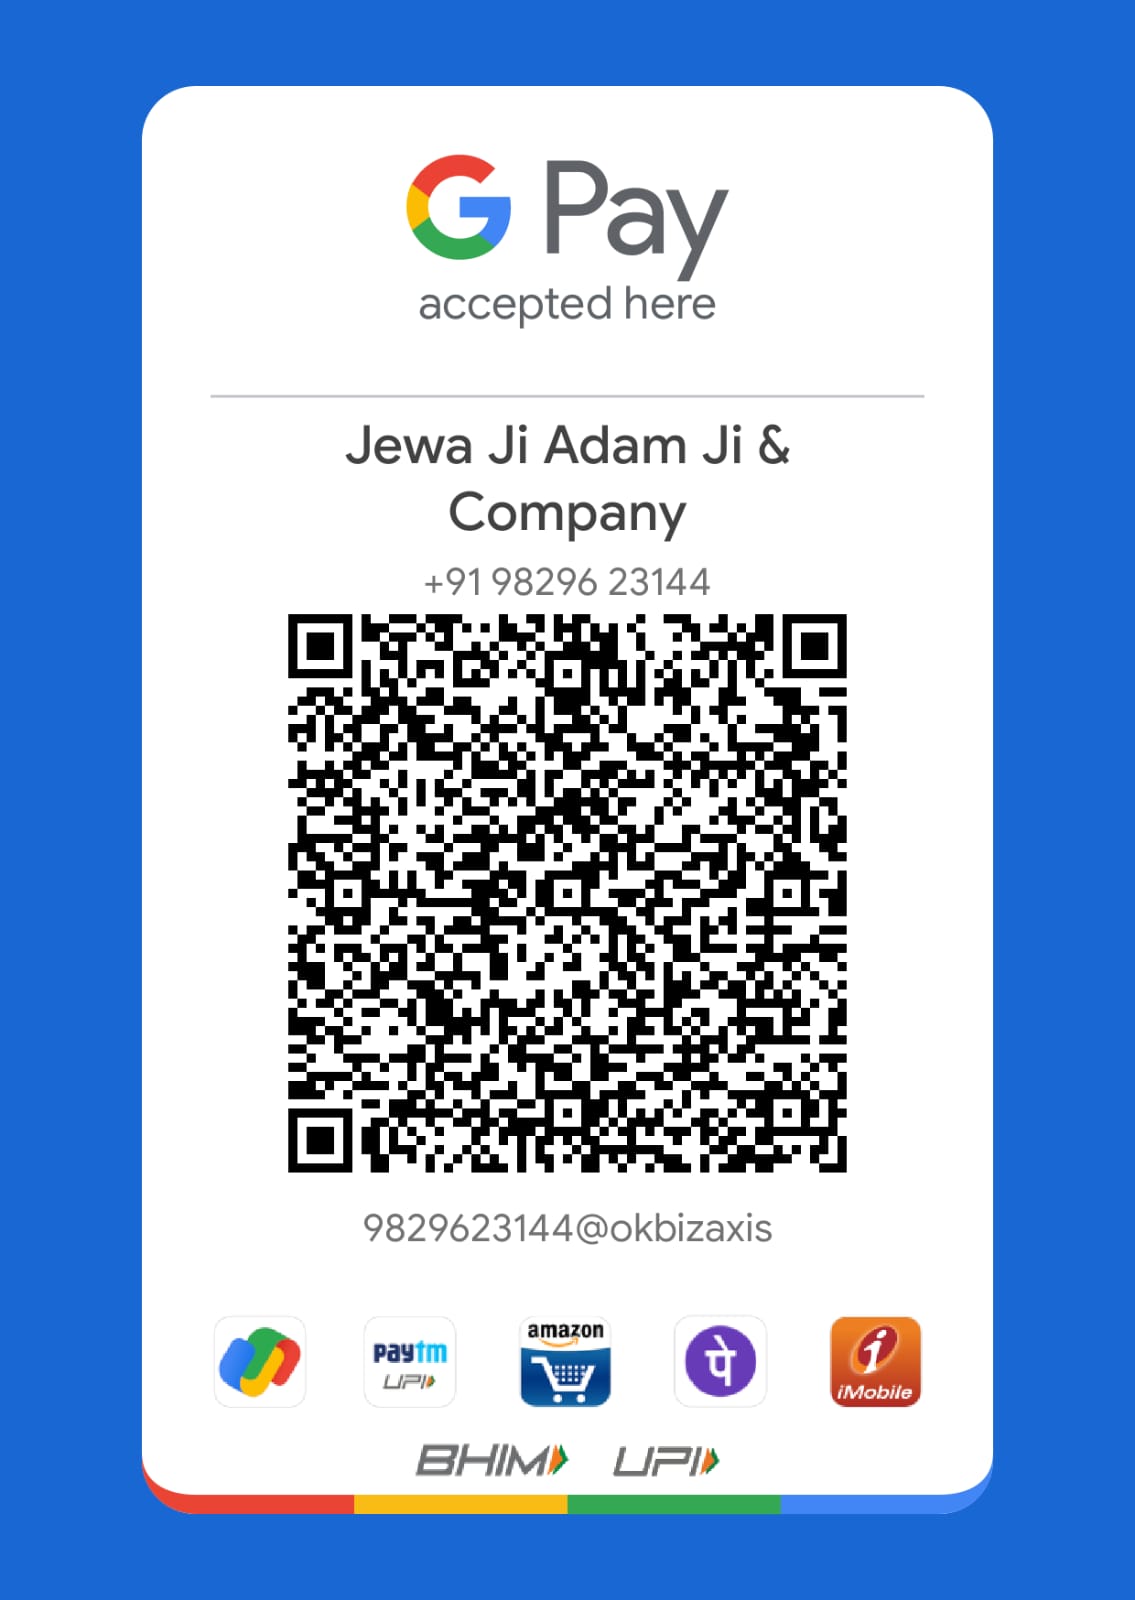 G Pay
accepted here
Jewa Ji Adam Ji &
Company
+91 98296 23144
9829623144@okbizaxis
paytm
UPI
amazon
पे
i
iMobile
BHIM UPI